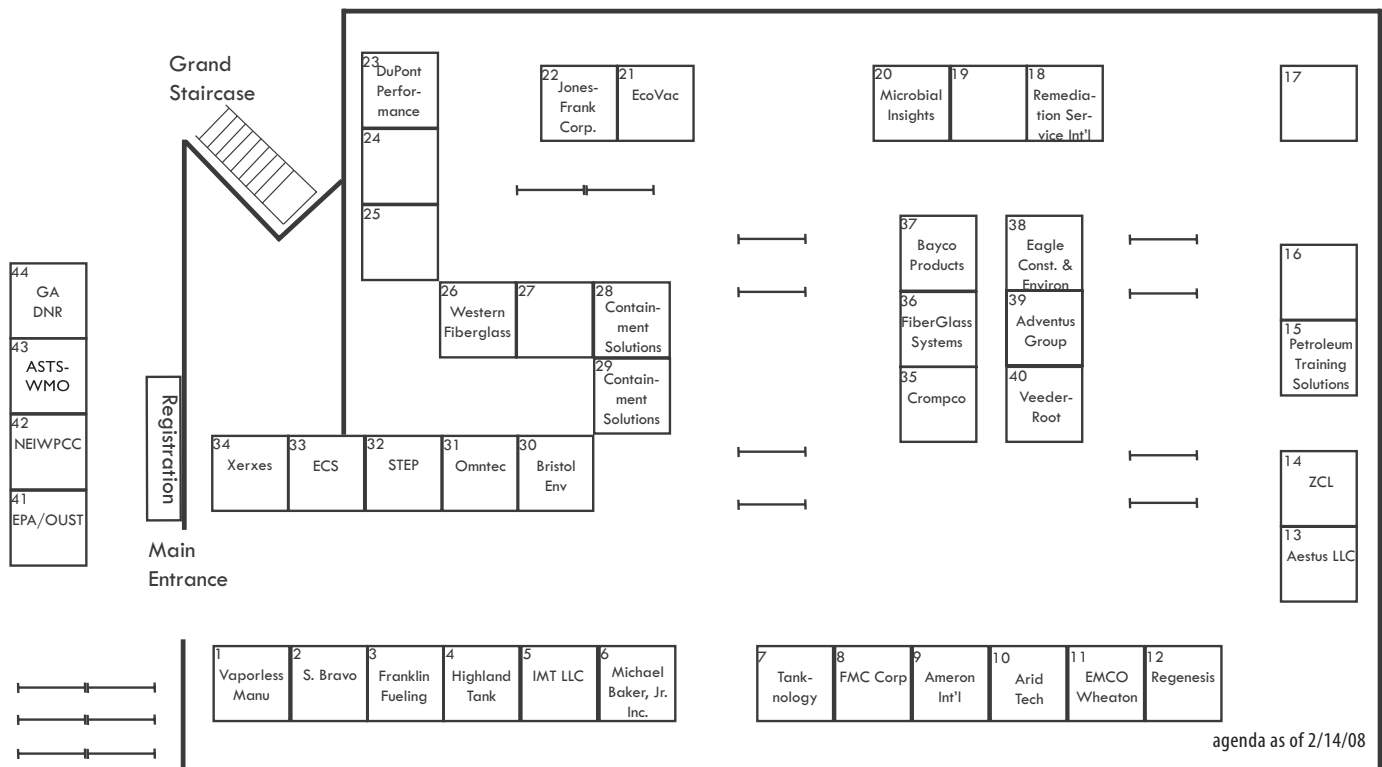 Grand
Staircase
23
DuPont
Perfor-
mance
24
25
22
Jones-
Frank
Corp.
21
EcoVac
20
Microbial
Insights
19
18
Remedia-
tion Ser-
vice Int'l
17
37
Bayco
Products
36
FiberGlass
Systems
35
Crompco
38
Eagle
Const. &
Environ
39
Adventus
Group
40
Veeder-
Root
16
15
Petroleum
Training
Solutions
14
ZCL
13
Aestus LLC
44
GA
DNR
43
ASTS-
WMO
42
NEIWPCC
41
EPA/OUST
Registration
Main
Entrance
26
Western
Fiberglass
27
28
Contain-
ment
Solutions
29
Contain-
ment
Solutions
34
Xerxes
33
ECS
32
STEP
31
Omntec
30
Bristol
Env
1
Vaporless
Manu
2
S. Bravo
3
Franklin
Fueling
4
Highland
Tank
5
IMT LLC
6
Michael
Baker, Jr.
Inc.
7
Tank-
nology
8
FMC Corp
9
Ameron
Int'l
10
Arid
Tech
11
EMCO
Wheaton
12
Regenesis
agenda as of 2/14/08